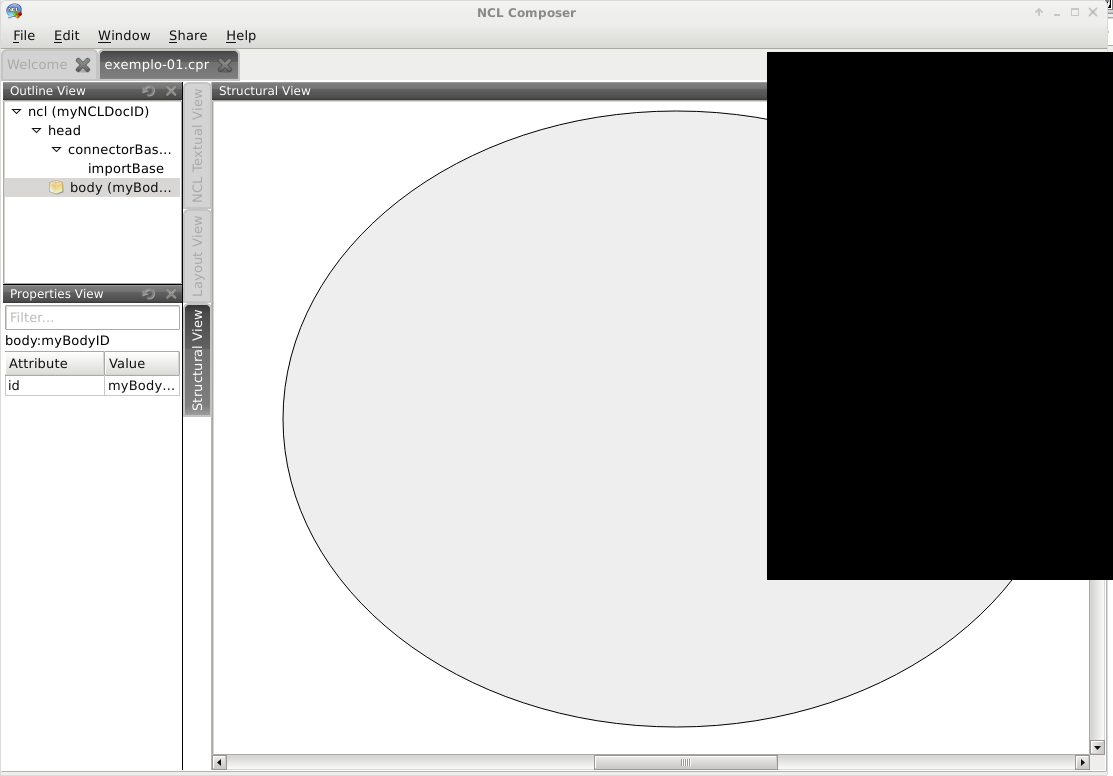 NCL Composer
File Edit Window Share Help
Welcome exemplo-01.cpr
Outline View
ncl (myNCLDocID)
head
connectorBas...
importBase
body (myBod...
Properties View
Filter...
body:myBodyID
Attribute Value
id myBody...
NCL Textual View
Layout View
Structural View
Structural View